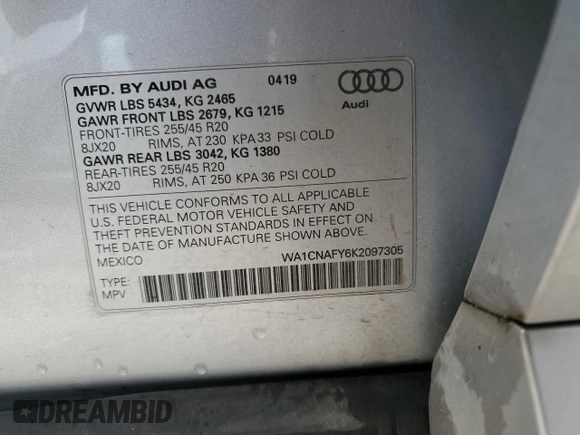 MFD. BY AUDI AG 0419
GVWR LBS 5434, KG 2465
GAWR FRONT LBS 2679, KG 1215
FRONT-TIRES 255/45 R20
8JX20 RIMS, AT 230 KPA 33 PSI COLD
GAWR REAR LBS 3042, KG 1380
REAR-TIRES 255/45 R20
8JX20 RIMS, AT 250 KPA 36 PSI COLD
Audi
THIS VEHICLE CONFORMS TO ALL APPLICABLE
U.S. FEDERAL MOTOR VEHICLE SAFETY AND
THEFT PREVENTION STANDARDS IN EFFECT ON
THE DATE OF MANUFACTURE SHOWN ABOVE.
MEXICO WA1CNAFY6K2097305
TYPE:
MPV
DREAMBID